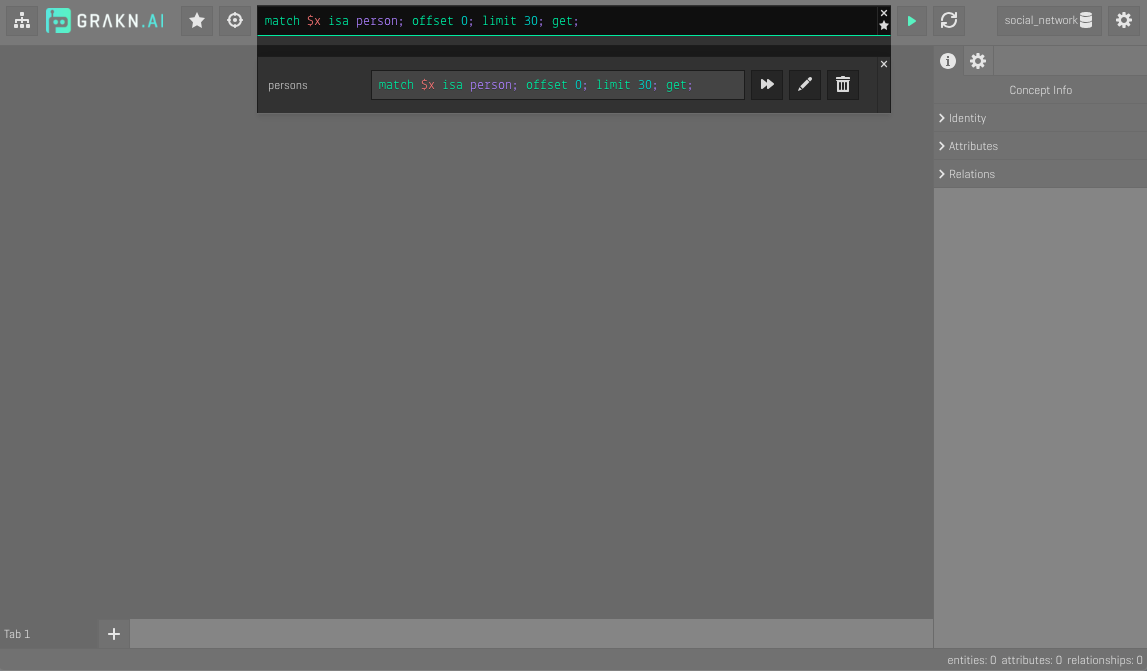 GRAKN.AI
match $x isa person; offset 0; limit 30; get;
social_network
persons
match $x isa person; offset 0; limit 30; get;
Concept Info
Identity
Attributes
Relations
Tab 1
entities: 0 attributes: 0 relationships: 0